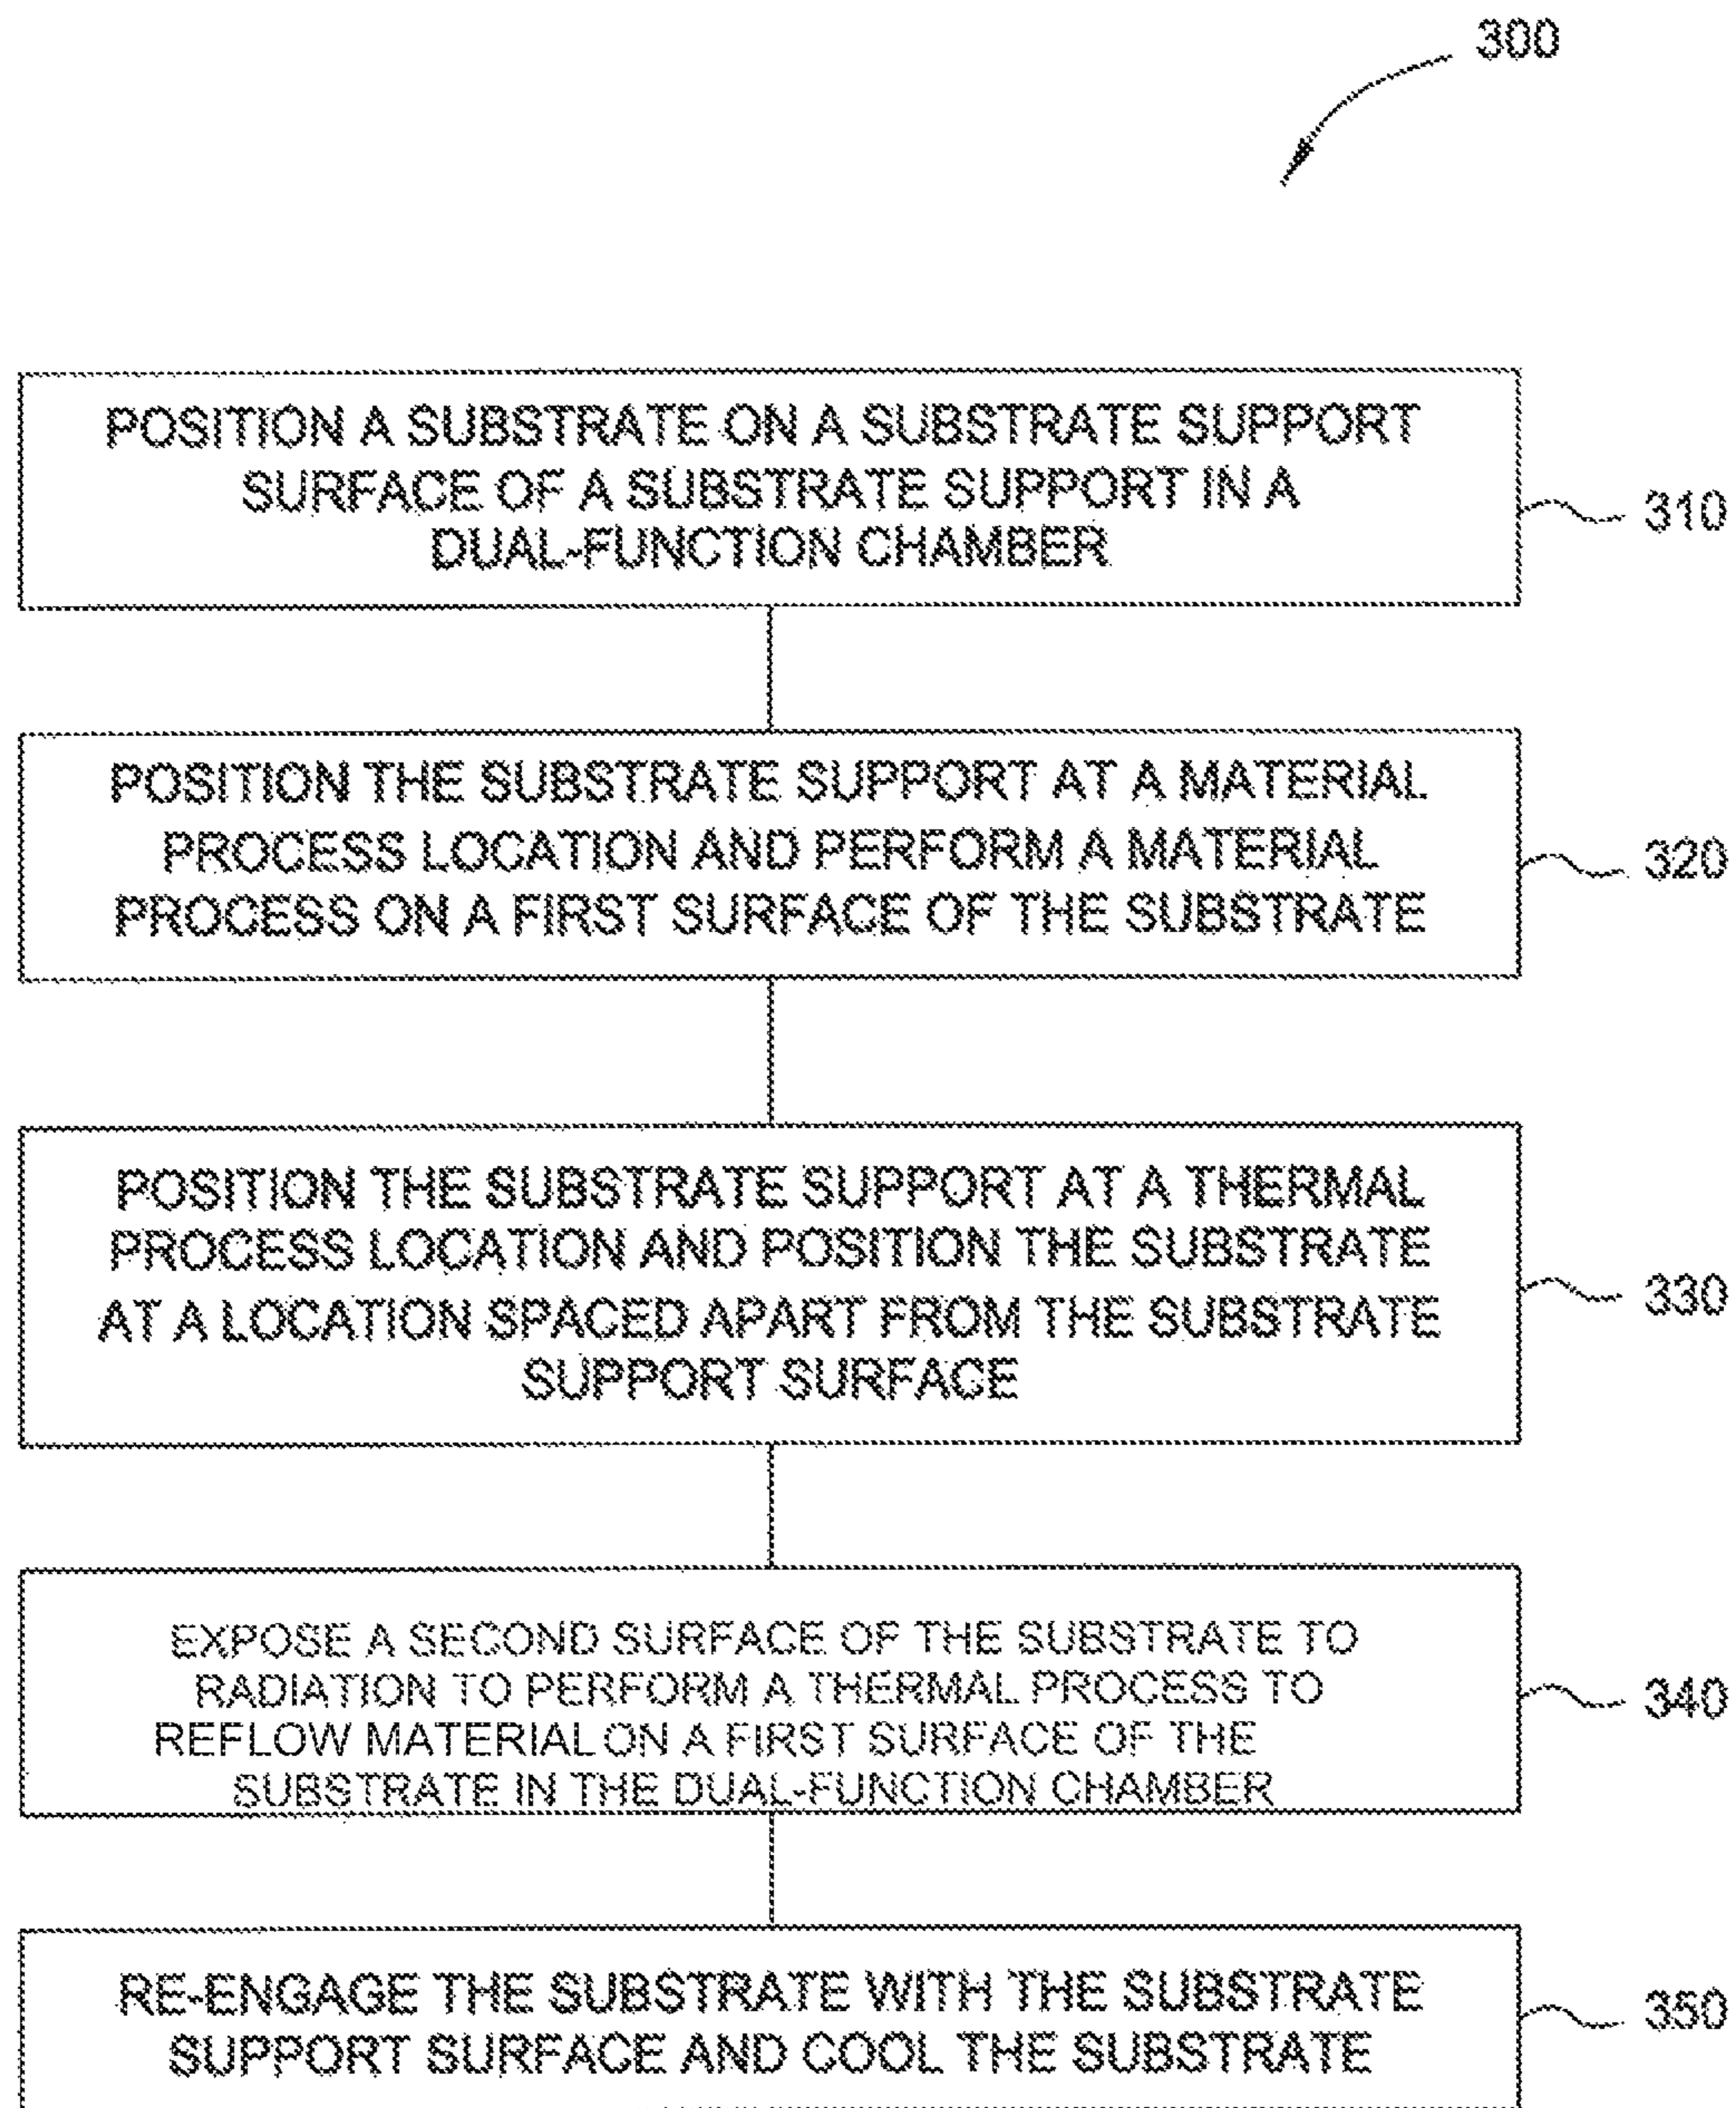 300
POSITION A SUBSTRATE ON A SUBSTRATE SUPPORT
SURFACE OF A SUBSTRATE SUPPORT IN A
DUAL-FUNCTION CHAMBER
310
POSITION THE SUBSTRATE SUPPORT AT A MATERIAL
PROCESS LOCATION AND PERFORM A MATERIAL
PROCESS ON A FIRST SURFACE OF THE SUBSTRATE
320
POSITION THE SUBSTRATE SUPPORT AT A THERMAL
PROCESS LOCATION AND POSITION THE SUBSTRATE
AT A LOCATION SPACED APART FROM THE SUBSTRATE
SUPPORT SURFACE
330
EXPOSE A SECOND SURFACE OF THE SUBSTRATE TO
RADIATION TO PERFORM A THERMAL PROCESS TO
REFLOW MATERIAL ON A FIRST SURFACE OF THE
SUBSTRATE IN THE DUAL-FUNCTION CHAMBER
340
RE-ENGAGE THE SUBSTRATE WITH THE SUBSTRATE
SUPPORT SURFACE AND COOL THE SUBSTRATE
350